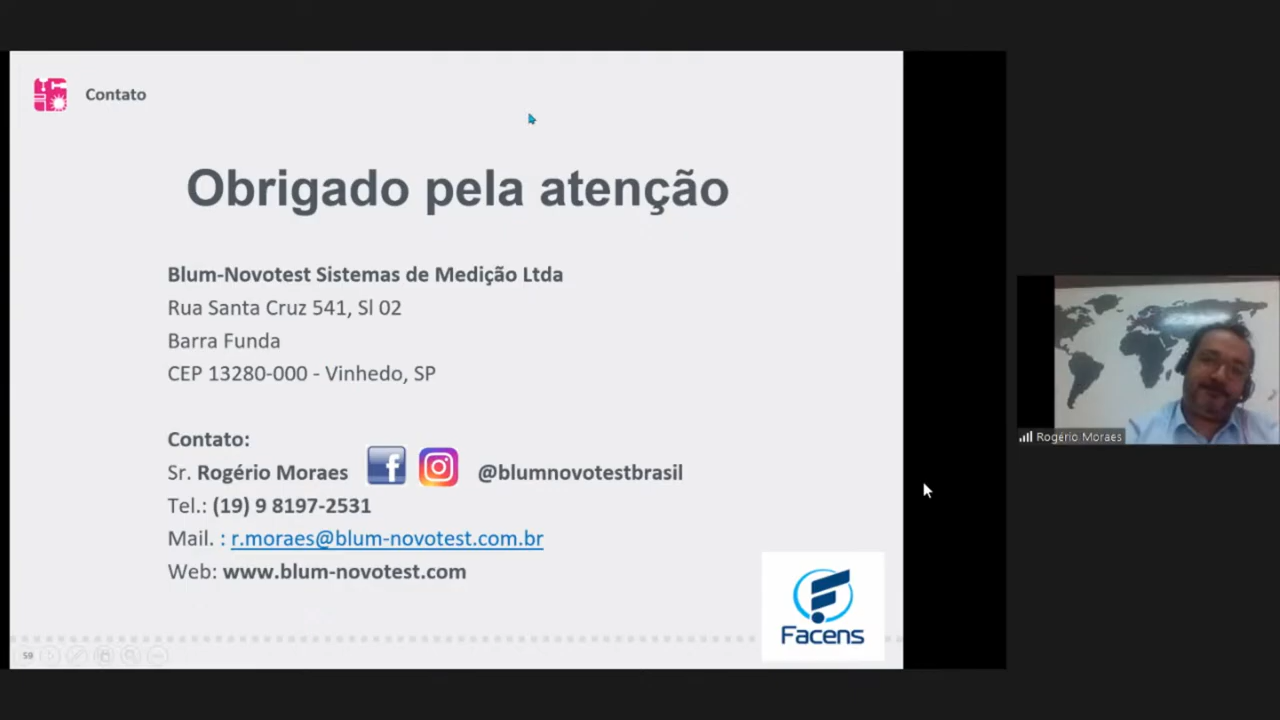 Contato
Obrigado pela atenção
Blum-Novotest Sistemas de Medição Ltda
Rua Santa Cruz 541, Sl 02
Barra Funda
CEP 13280-000 - Vinhedo, SP
Contato:
Sr. Rogério Moraes @blumnovotestbrasil
Tel.: (19) 9 8197-2531
Mail. : r.moraes@blum-novotest.com.br
Web: www.blum-novotest.com
Facens
59
Rogério Moraes